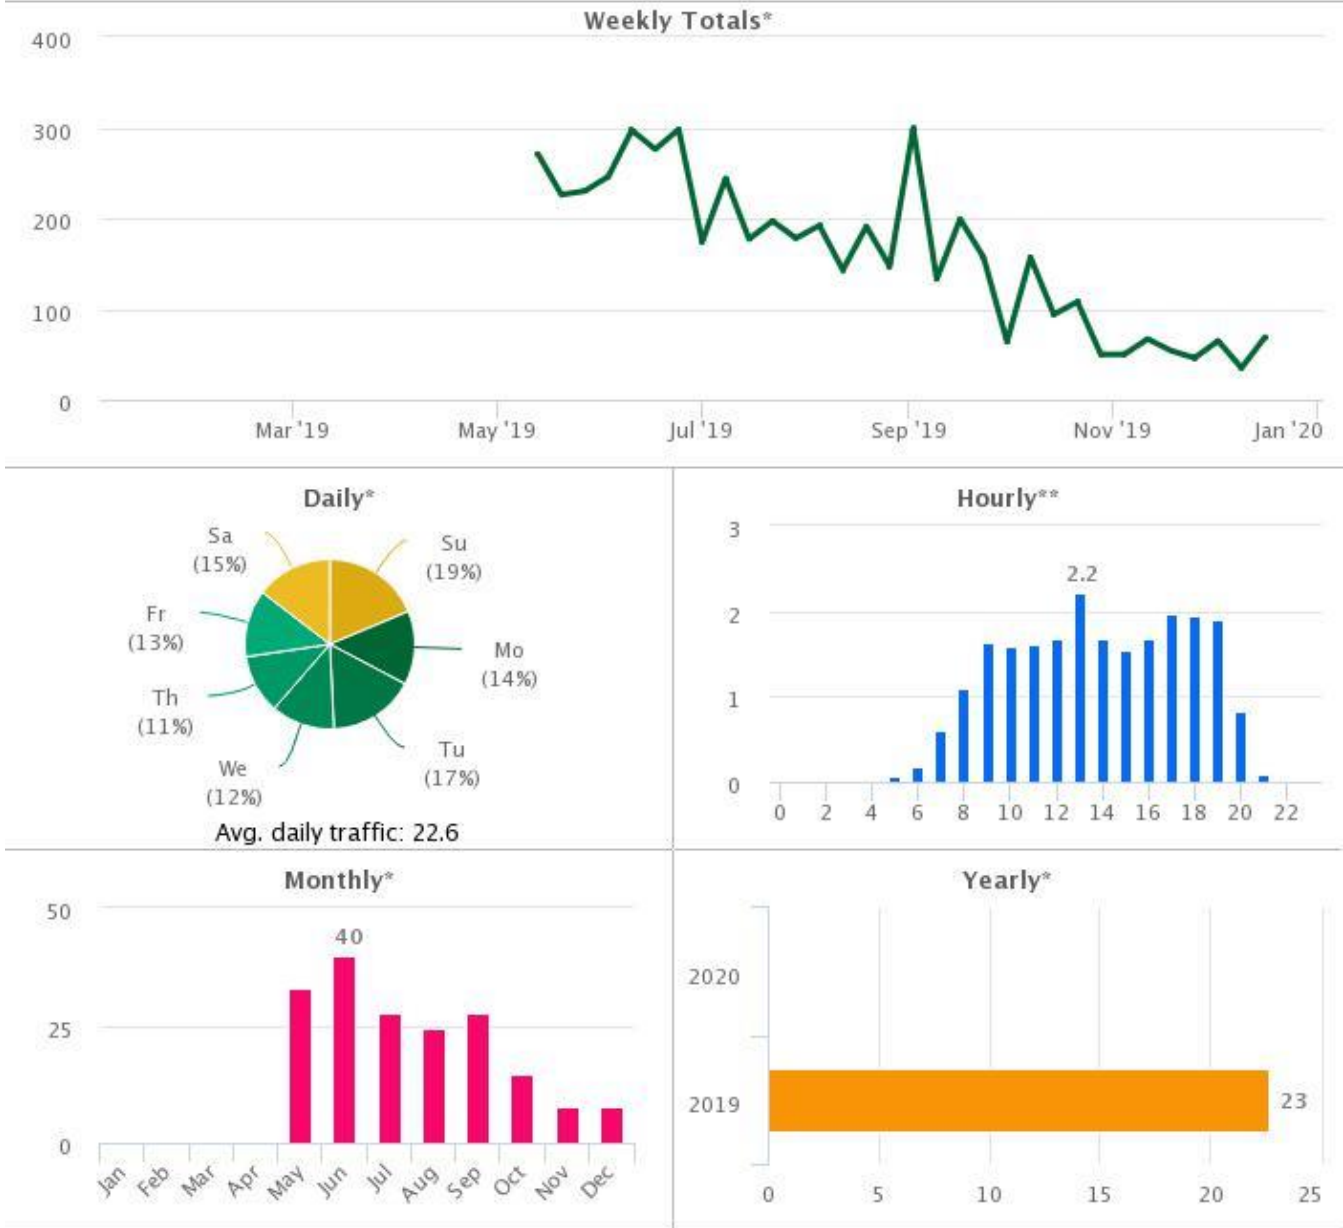 Weekly Totals*
400
300
200
100
0
Mar '19 May '19 Jul '19 Sep '19 Nov '19 Jan '20
Daily*
Sa
(15%)
Su
(19%)
Fr
(13%)
Mo
(14%)
Th
(11%)
Tu
(17%)
We
(12%)
Avg. daily traffic: 22.6
Hourly**
3
2.2
2
1
0
0 2 4 6 8 10 12 14 16 18 20 22
Monthly*
50
40
25
0
Jan Feb Mar Apr May Jun Jul Aug Sep Oct Nov Dec
Yearly*
2020
2019
23
0 5 10 15 20 25